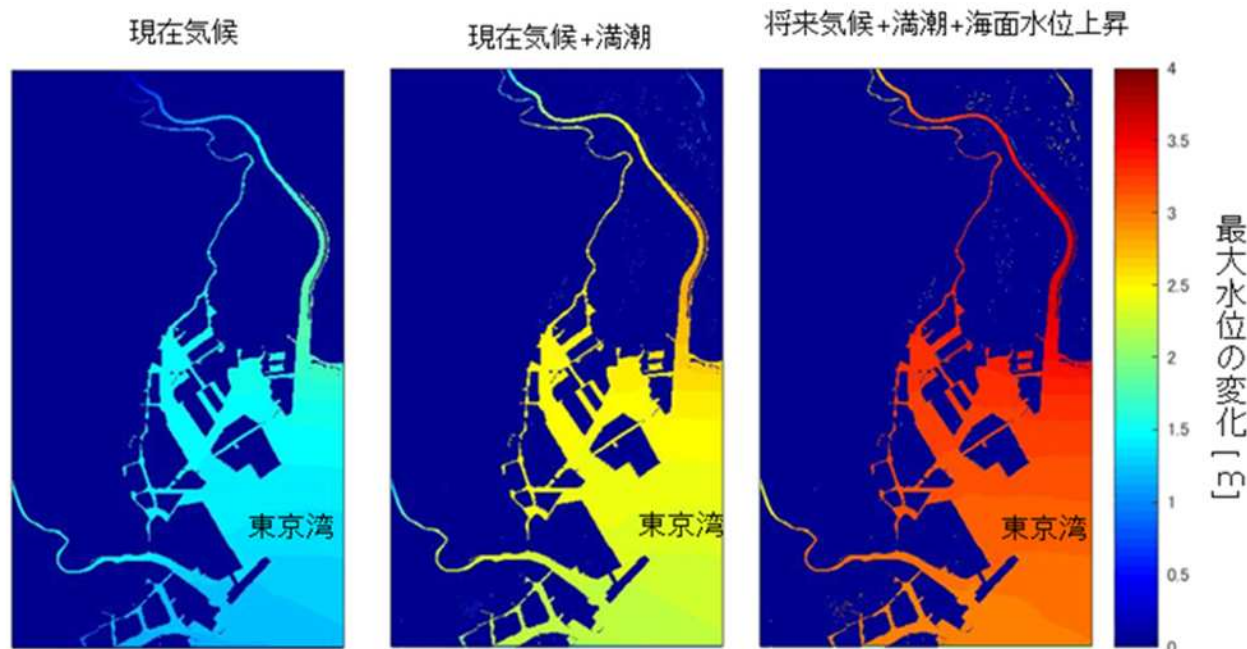 現在気候
現在気候+満潮
将来気候+満潮+海面水位上昇
東京湾
東京湾
東京湾
4
3.5
3
2.5
2
1.5
1
0.5
0
最大水位の変化[m]